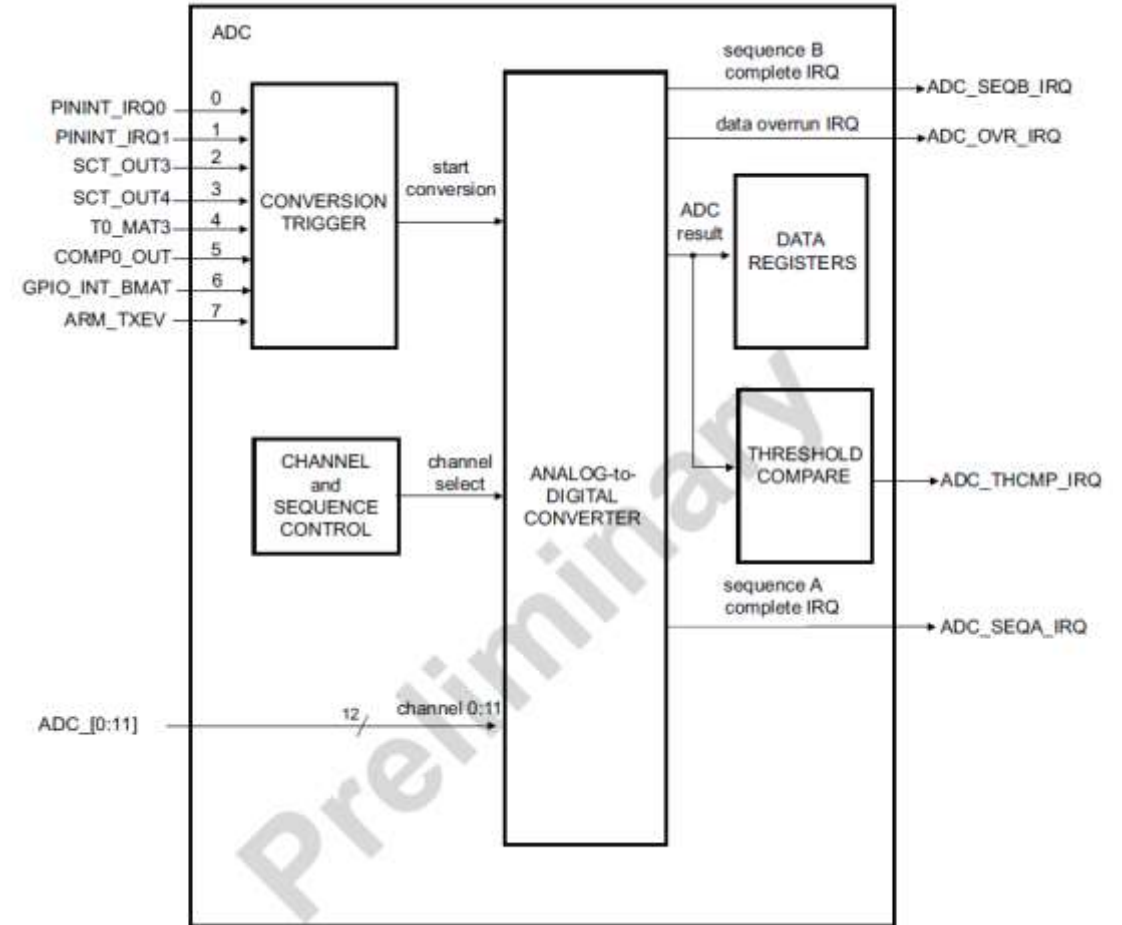 ADC
sequence B
complete IRQ
ADC_SEQB_IRQ
PININT_IRQ0
0
data overrun IRQ
ADC_OVR_IRQ
PININT_IRQ1
1
SCT_OUT3
2
SCT_OUT4
3
T0_MAT3
4
COMP0_OUT
5
GPIO_INT_BMAT
6
ARM_TXEV
7
CONVERSION
TRIGGER
start
conversion
ADC
result
DATA
REGISTERS
CHANNEL
and
SEQUENCE
CONTROL
channel
select
ANALOG-to-
DIGITAL
CONVERTER
THRESHOLD
COMPARE
ADC_THCMP_IRQ
sequence A
complete IRQ
ADC_SEQA_IRQ
ADC_[0:11]
12
channel 0:11
Preliminary